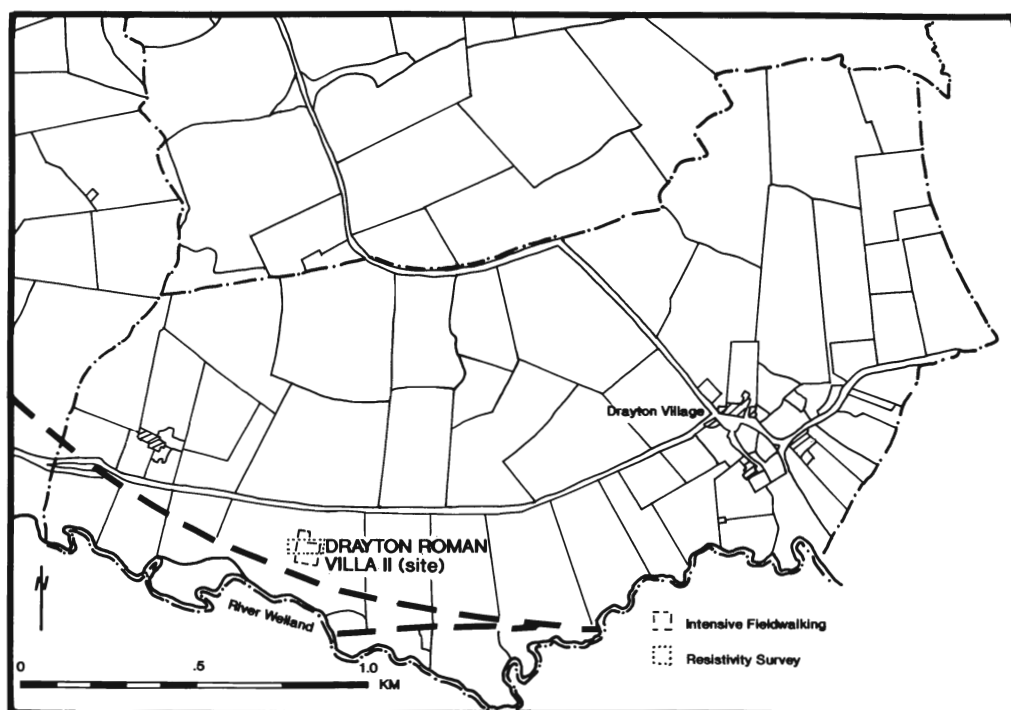 Drayton Village
DRAYTON ROMAN
VILLA II (site)
N
River Welland
Intensive Fieldwalking
Resistivity Survey
0 .5 1.0
KM